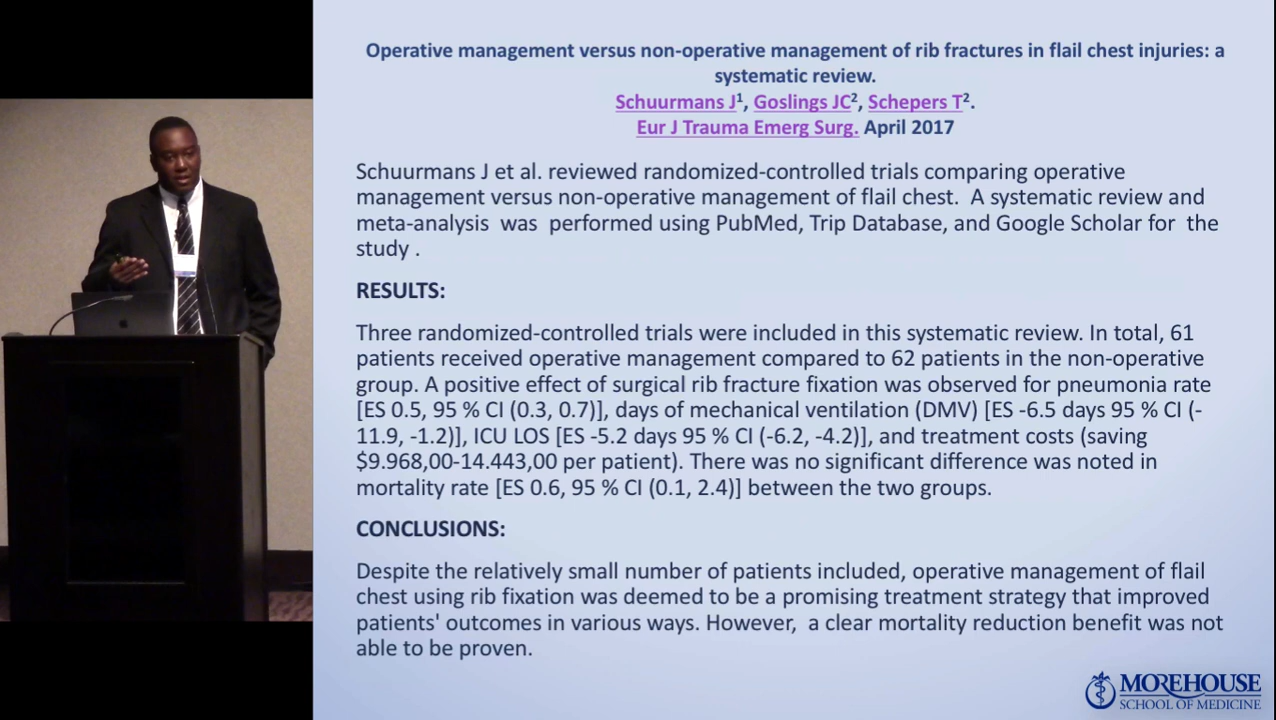 Operative management versus non-operative management of rib fractures in flail chest injuries: a
systematic review.
Schuurmans J1, Goslings JC2, Schepers T2.
Eur J Trauma Emerg Surg. April 2017
Schuurmans J et al. reviewed randomized-controlled trials comparing operative
management versus non-operative management of flail chest.  A systematic review and
meta-analysis  was  performed using PubMed, Trip Database, and Google Scholar for  the
study .
RESULTS:
Three randomized-controlled trials were included in this systematic review. In total, 61
patients received operative management compared to 62 patients in the non-operative
group. A positive effect of surgical rib fracture fixation was observed for pneumonia rate
[ES 0.5, 95 % CI (0.3, 0.7)], days of mechanical ventilation (DMV) [ES -6.5 days 95 % CI (-
11.9, -1.2)], ICU LOS [ES -5.2 days 95 % CI (-6.2, -4.2)], and treatment costs (saving
$9.968,00-14.443,00 per patient). There was no significant difference was noted in
mortality rate [ES 0.6, 95 % CI (0.1, 2.4)] between the two groups.
CONCLUSIONS:
Despite the relatively small number of patients included, operative management of flail
chest using rib fixation was deemed to be a promising treatment strategy that improved
patients' outcomes in various ways. However,  a clear mortality reduction benefit was not
able to be proven.
MOREHOUSE
SCHOOL OF MEDICINE